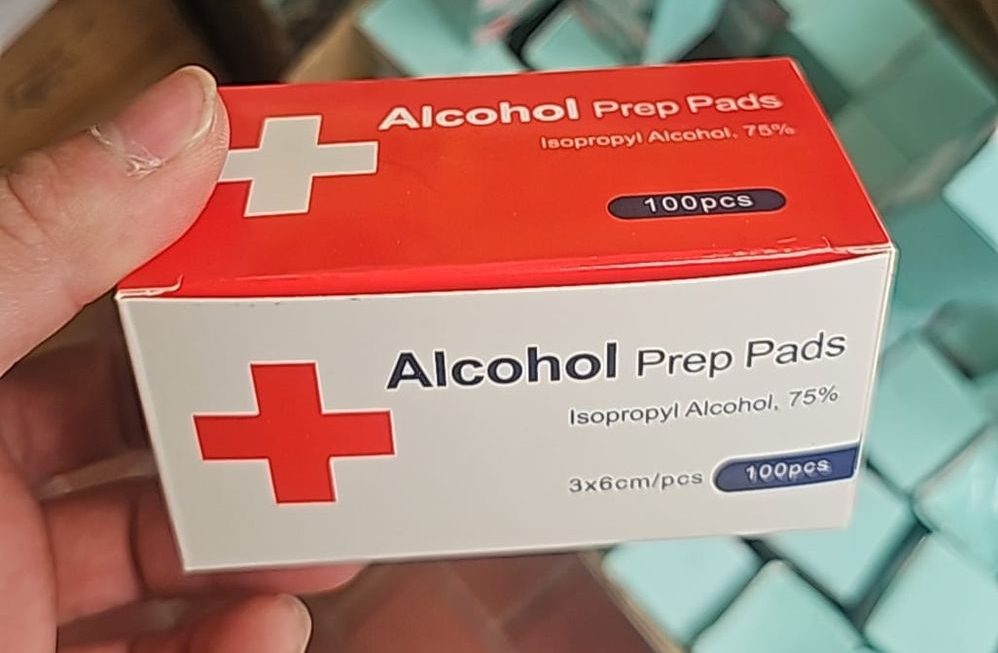 Alcohol Prep Pads
Isopropyl Alcohol, 75%
100pcs
Alcohol Prep Pads
Isopropyl Alcohol, 75%
3x6cm/pcs 100pcs